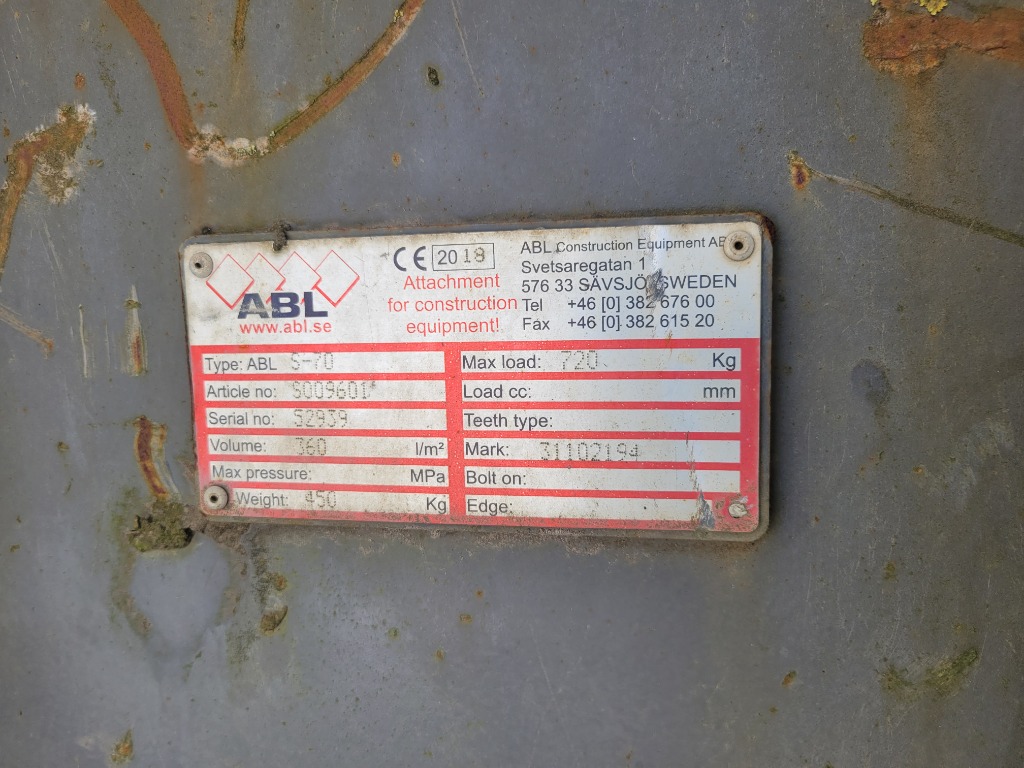 ABL
www.abl.se
CE 2018
Attachment
for construction
equipment!
ABL Construction Equipment AB
Svetsaregatan 1
576 33 SÄVSJÖ SWEDEN
Tel +46 [0] 382 676 00
Fax +46 [0] 382 615 20
Type: ABL S-70
Article no: S009601
Serial no: 52939
Volume: 360 l/m²
Max pressure: MPa
Weight: 450 Kg
Max load: 720 Kg
Load cc: mm
Teeth type:
Mark: 31102194
Bolt on:
Edge: